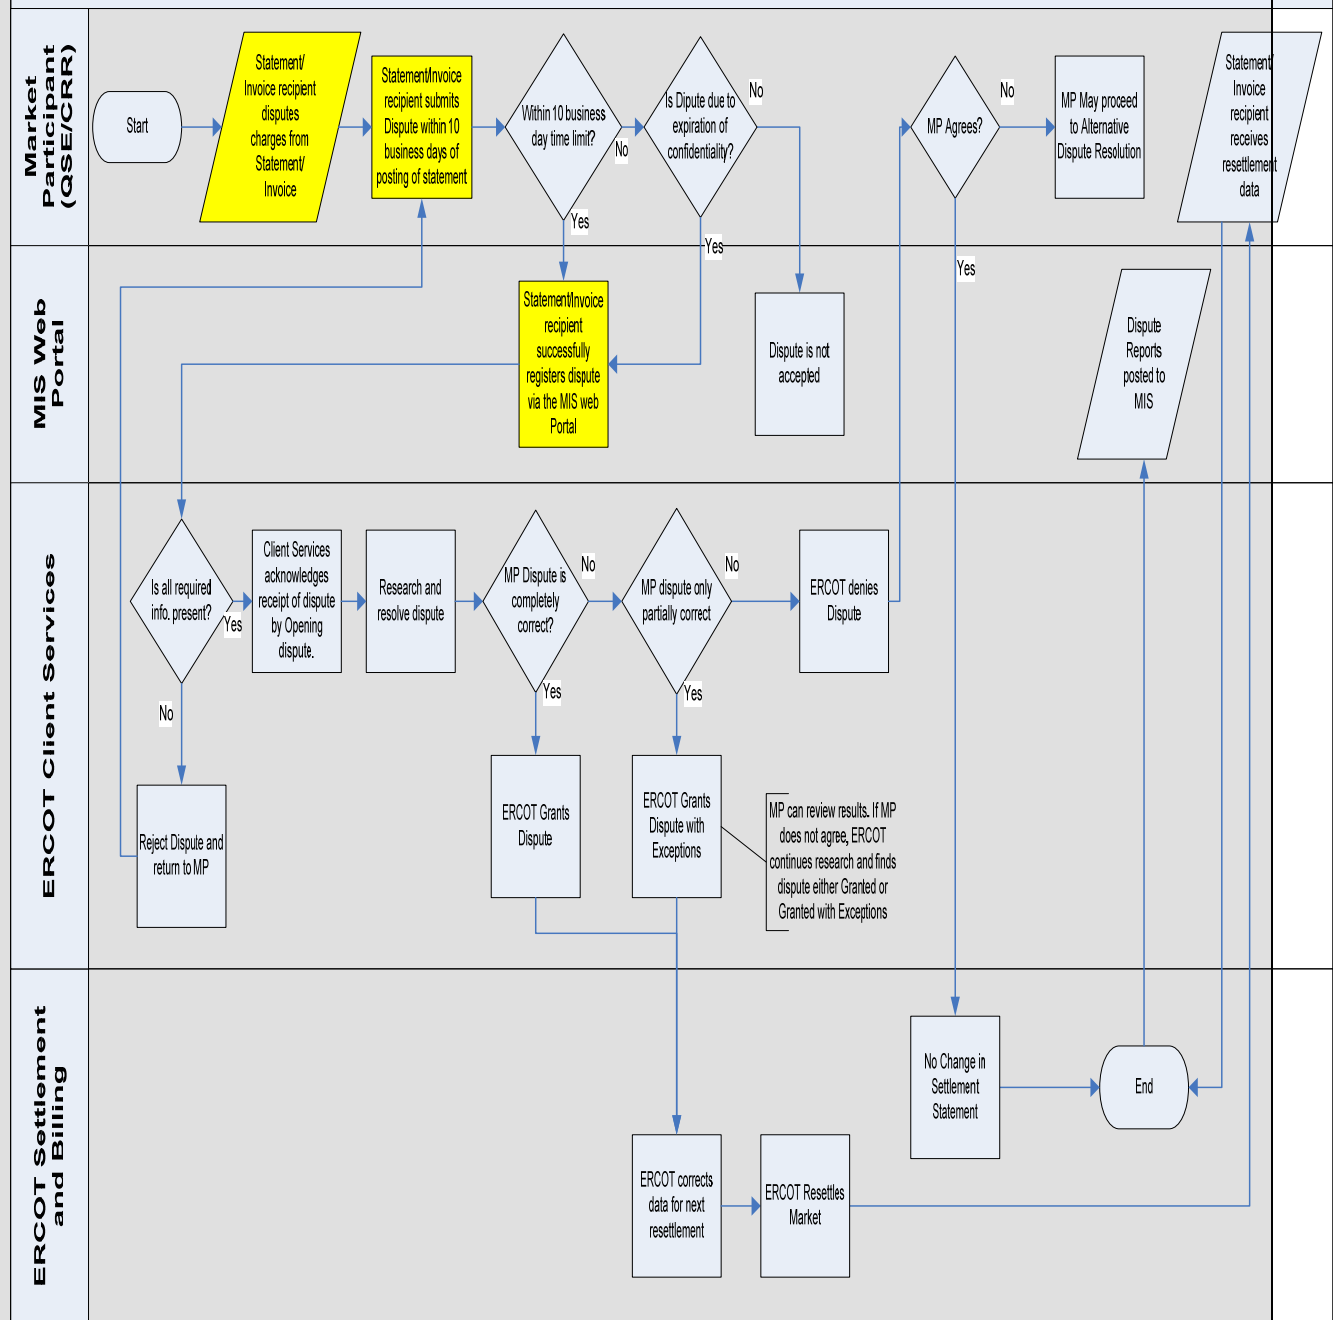 Market
Participant
(QSE/CRR)
Start
Statement/
Invoice recipient
disputes
charges from
Statement/
Invoice
Statement/Invoice
recipient submits
Dispute within 10
business days of
posting of statement
Within 10 business
day time limit?
No
Yes
Is Dispute due to
expiration of
confidentiality?
No
Yes
MP Agrees?
No
Yes
MP May proceed
to Alternative
Dispute Resolution
Statement/
Invoice
recipient
receives
resettlement
data
MIS Web
Portal
Statement/Invoice
recipient
successfully
registers dispute
via the MIS web
Portal
Dispute is not
accepted
Dispute
Reports
posted to
MIS
ERCOT Client Services
Is all required
info. present?
Yes
No
Client Services
acknowledges
receipt of dispute
by Opening
dispute.
Research and
resolve dispute
MP Dispute is
completely
correct?
No
Yes
MP dispute only
partially correct
No
Yes
ERCOT denies
Dispute
Reject Dispute and
return to MP
ERCOT Grants
Dispute
ERCOT Grants
Dispute with
Exceptions
MP can review results. If MP
does not agree, ERCOT
continues research and finds
dispute either Granted or
Granted with Exceptions
ERCOT Settlement
and Billing
No Change in
Settlement
Statement
End
ERCOT corrects
data for next
resettlement
ERCOT Resettles
Market